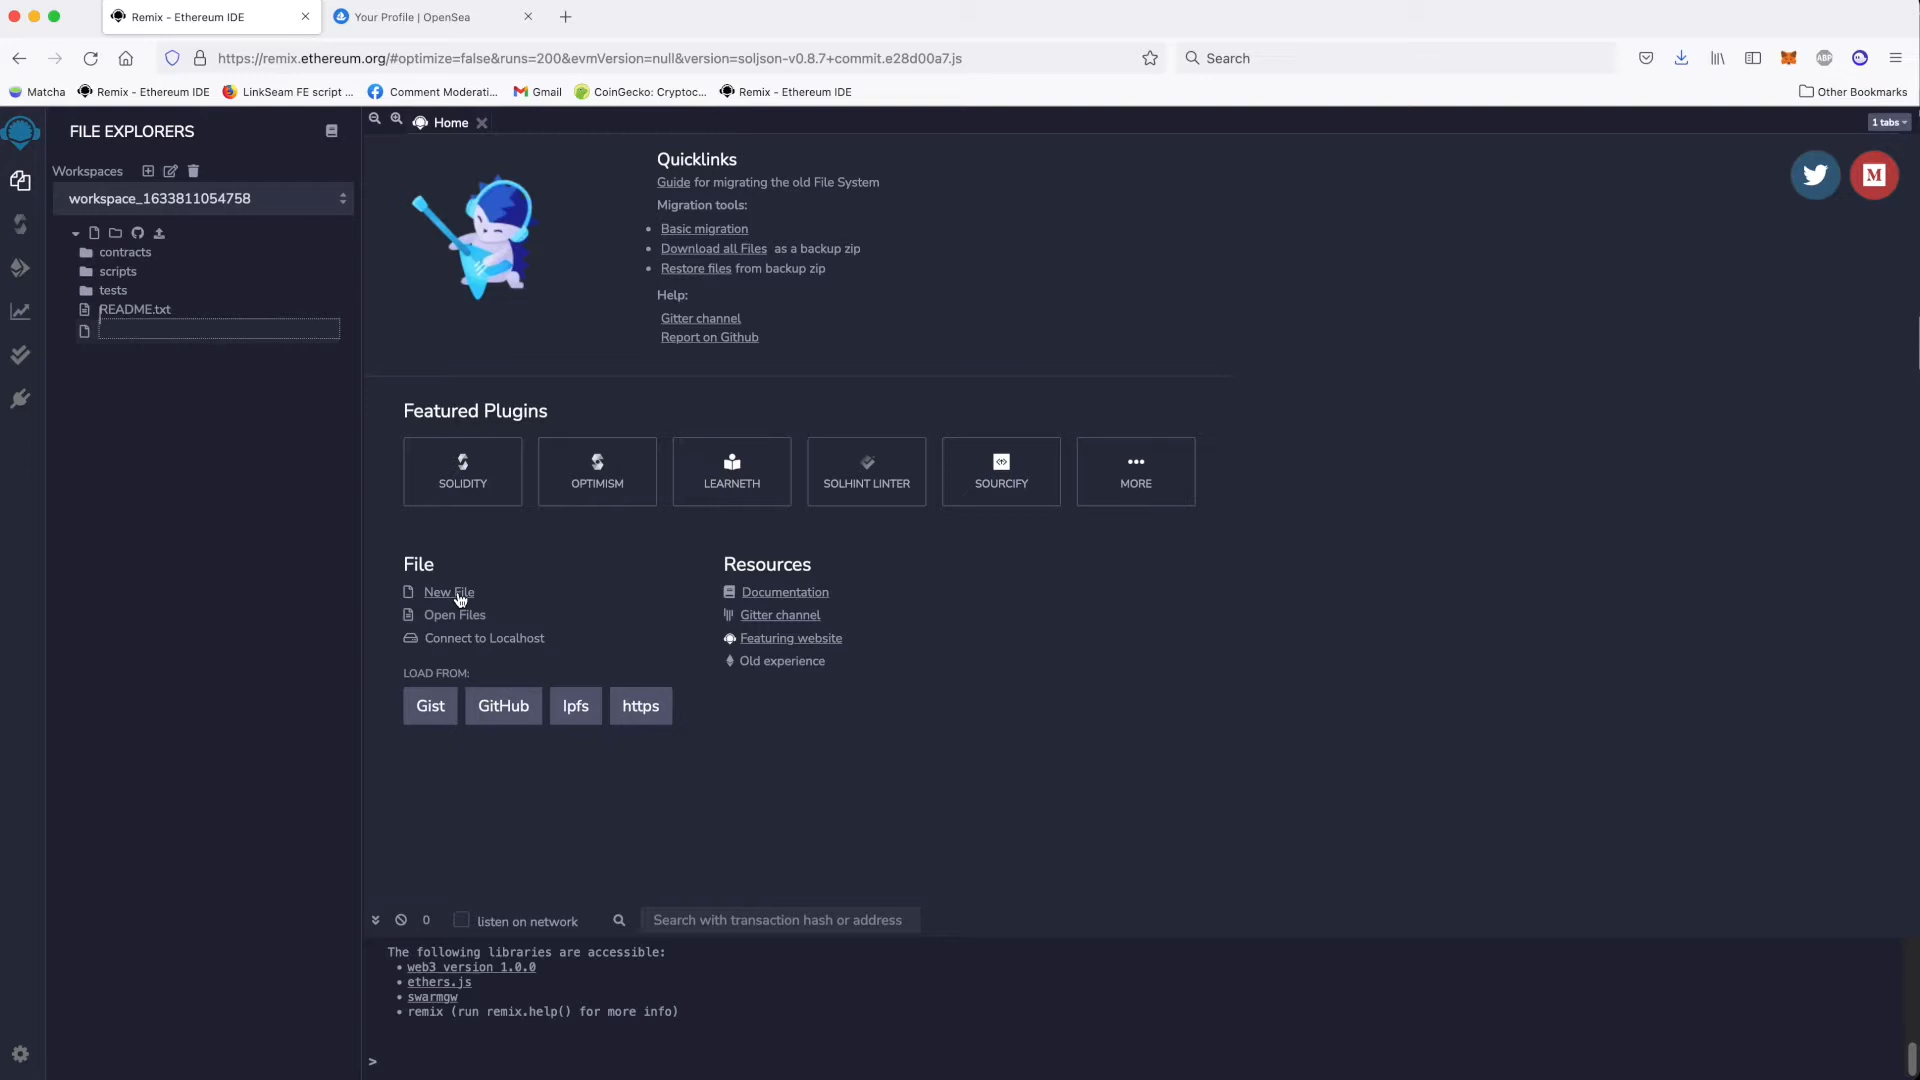 Remix - Ethereum IDE
Your Profile | OpenSea
https://remix.ethereum.org/#optimize=false&runs=200&evmVersion=null&version=soljson-v0.8.7+commit.e28d00a7.js
Search
ABP
Matcha
Remix - Ethereum IDE
LinkSeam FE script ...
Comment Moderati...
Gmail
CoinGecko: Cryptoc...
Remix - Ethereum IDE
Other Bookmarks
FILE EXPLORERS
Home
1 tabs
Workspaces
workspace_1633811054758
contracts
scripts
tests
README.txt
Quicklinks
Guide for migrating the old File System
Migration tools:
• Basic migration
• Download all Files as a backup zip
• Restore files from backup zip
Help:
Gitter channel
Report on Github
M
Featured Plugins
SOLIDITY
OPTIMISM
LEARNETH
SOLHINT LINTER
SOURCIFY
MORE
File
New File
Open Files
Connect to Localhost
LOAD FROM:
Gist
GitHub
Ipfs
https
Resources
Documentation
Gitter channel
Featuring website
Old experience
0
listen on network
Search with transaction hash or address
The following libraries are accessible:
• web3 version 1.0.0
• ethers.js
• swarmgw
• remix (run remix.help() for more info)
>